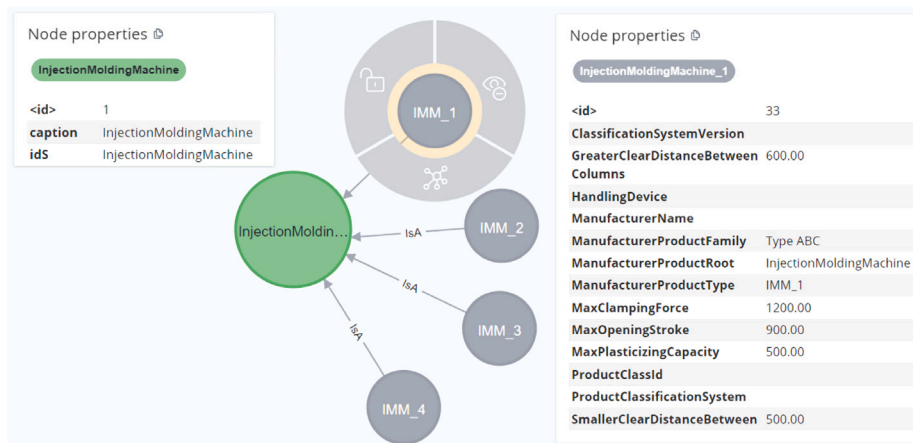 Node properties
InjectionMoldingMachine
<id> 1
caption InjectionMoldingMachine
idS InjectionMoldingMachine
IMM_1
InjectionMoldin...
IsA
IMM_2
IsA
IMM_3
IsA
IMM_4
Node properties
InjectionMoldingMachine_1
<id> 33
ClassificationSystemVersion
GreaterClearDistanceBetween 600.00
Columns
HandlingDevice
ManufacturerName
ManufacturerProductFamily Type ABC
ManufacturerProductRoot InjectionMoldingMachine
ManufacturerProductType IMM_1
MaxClampingForce 1200.00
MaxOpeningStroke 900.00
MaxPlasticizingCapacity 500.00
ProductClassId
ProductClassificationSystem
SmallerClearDistanceBetween 500.00